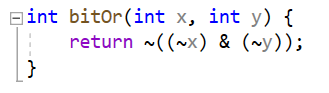 int bitOr(int x, int y) {
    return ~((~x) & (~y));
}